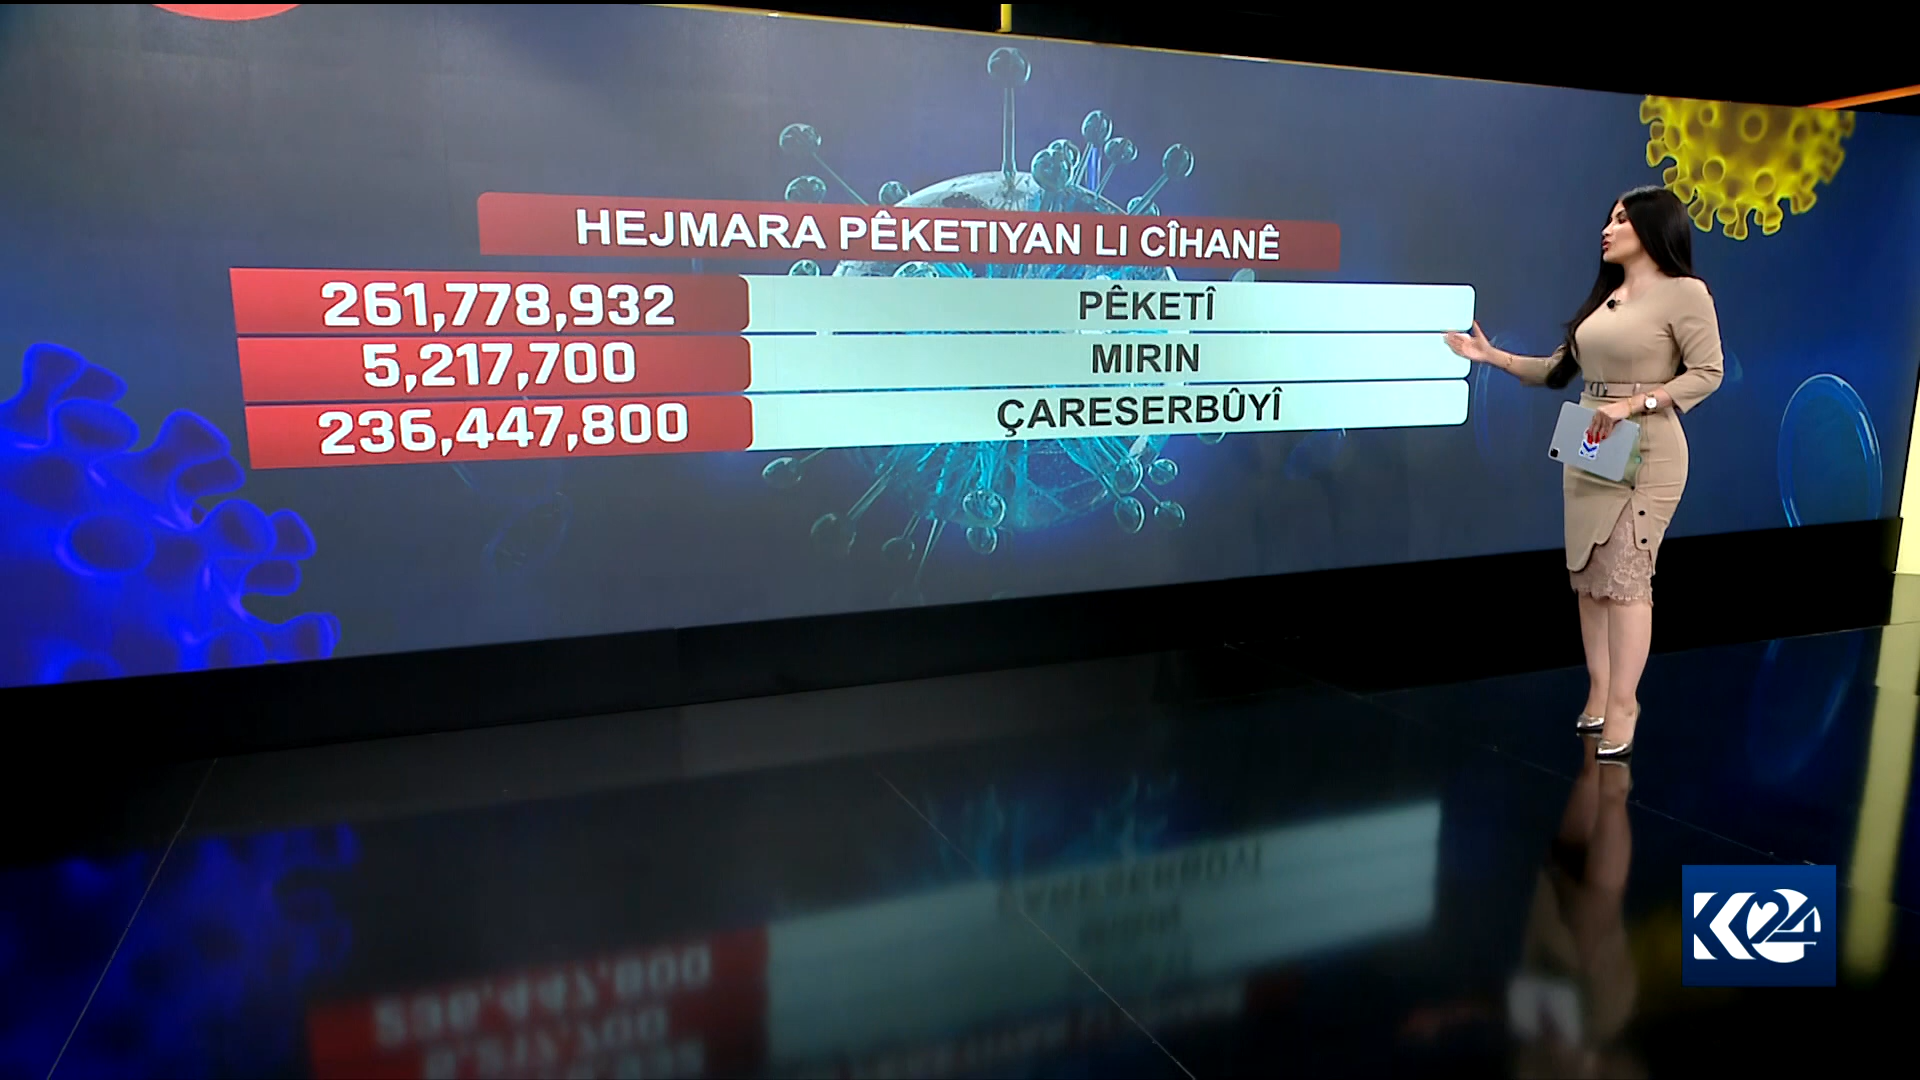 HEJMARA PÊKETIYAN LI CÎHANÊ
261,778,932 PÊKETÎ
5,217,700 MIRIN
236,447,800 ÇARESERBÛYÎ
K24